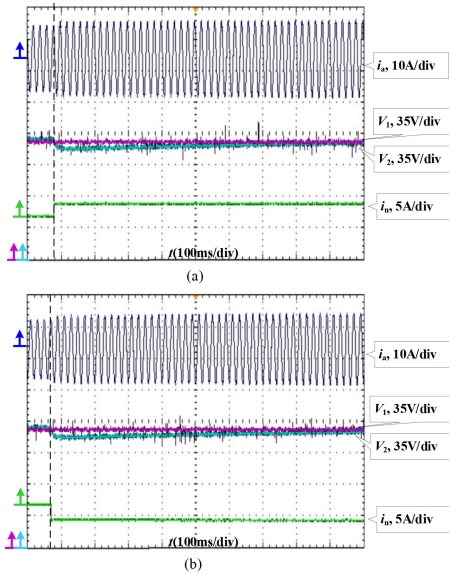 iₐ, 10A/div
V₁, 35V/div
V₂, 35V/div
iₙ, 5A/div
t(100ms/div)
(a)
iₐ, 10A/div
V₁, 35V/div
V₂, 35V/div
iₙ, 5A/div
t(100ms/div)
(b)